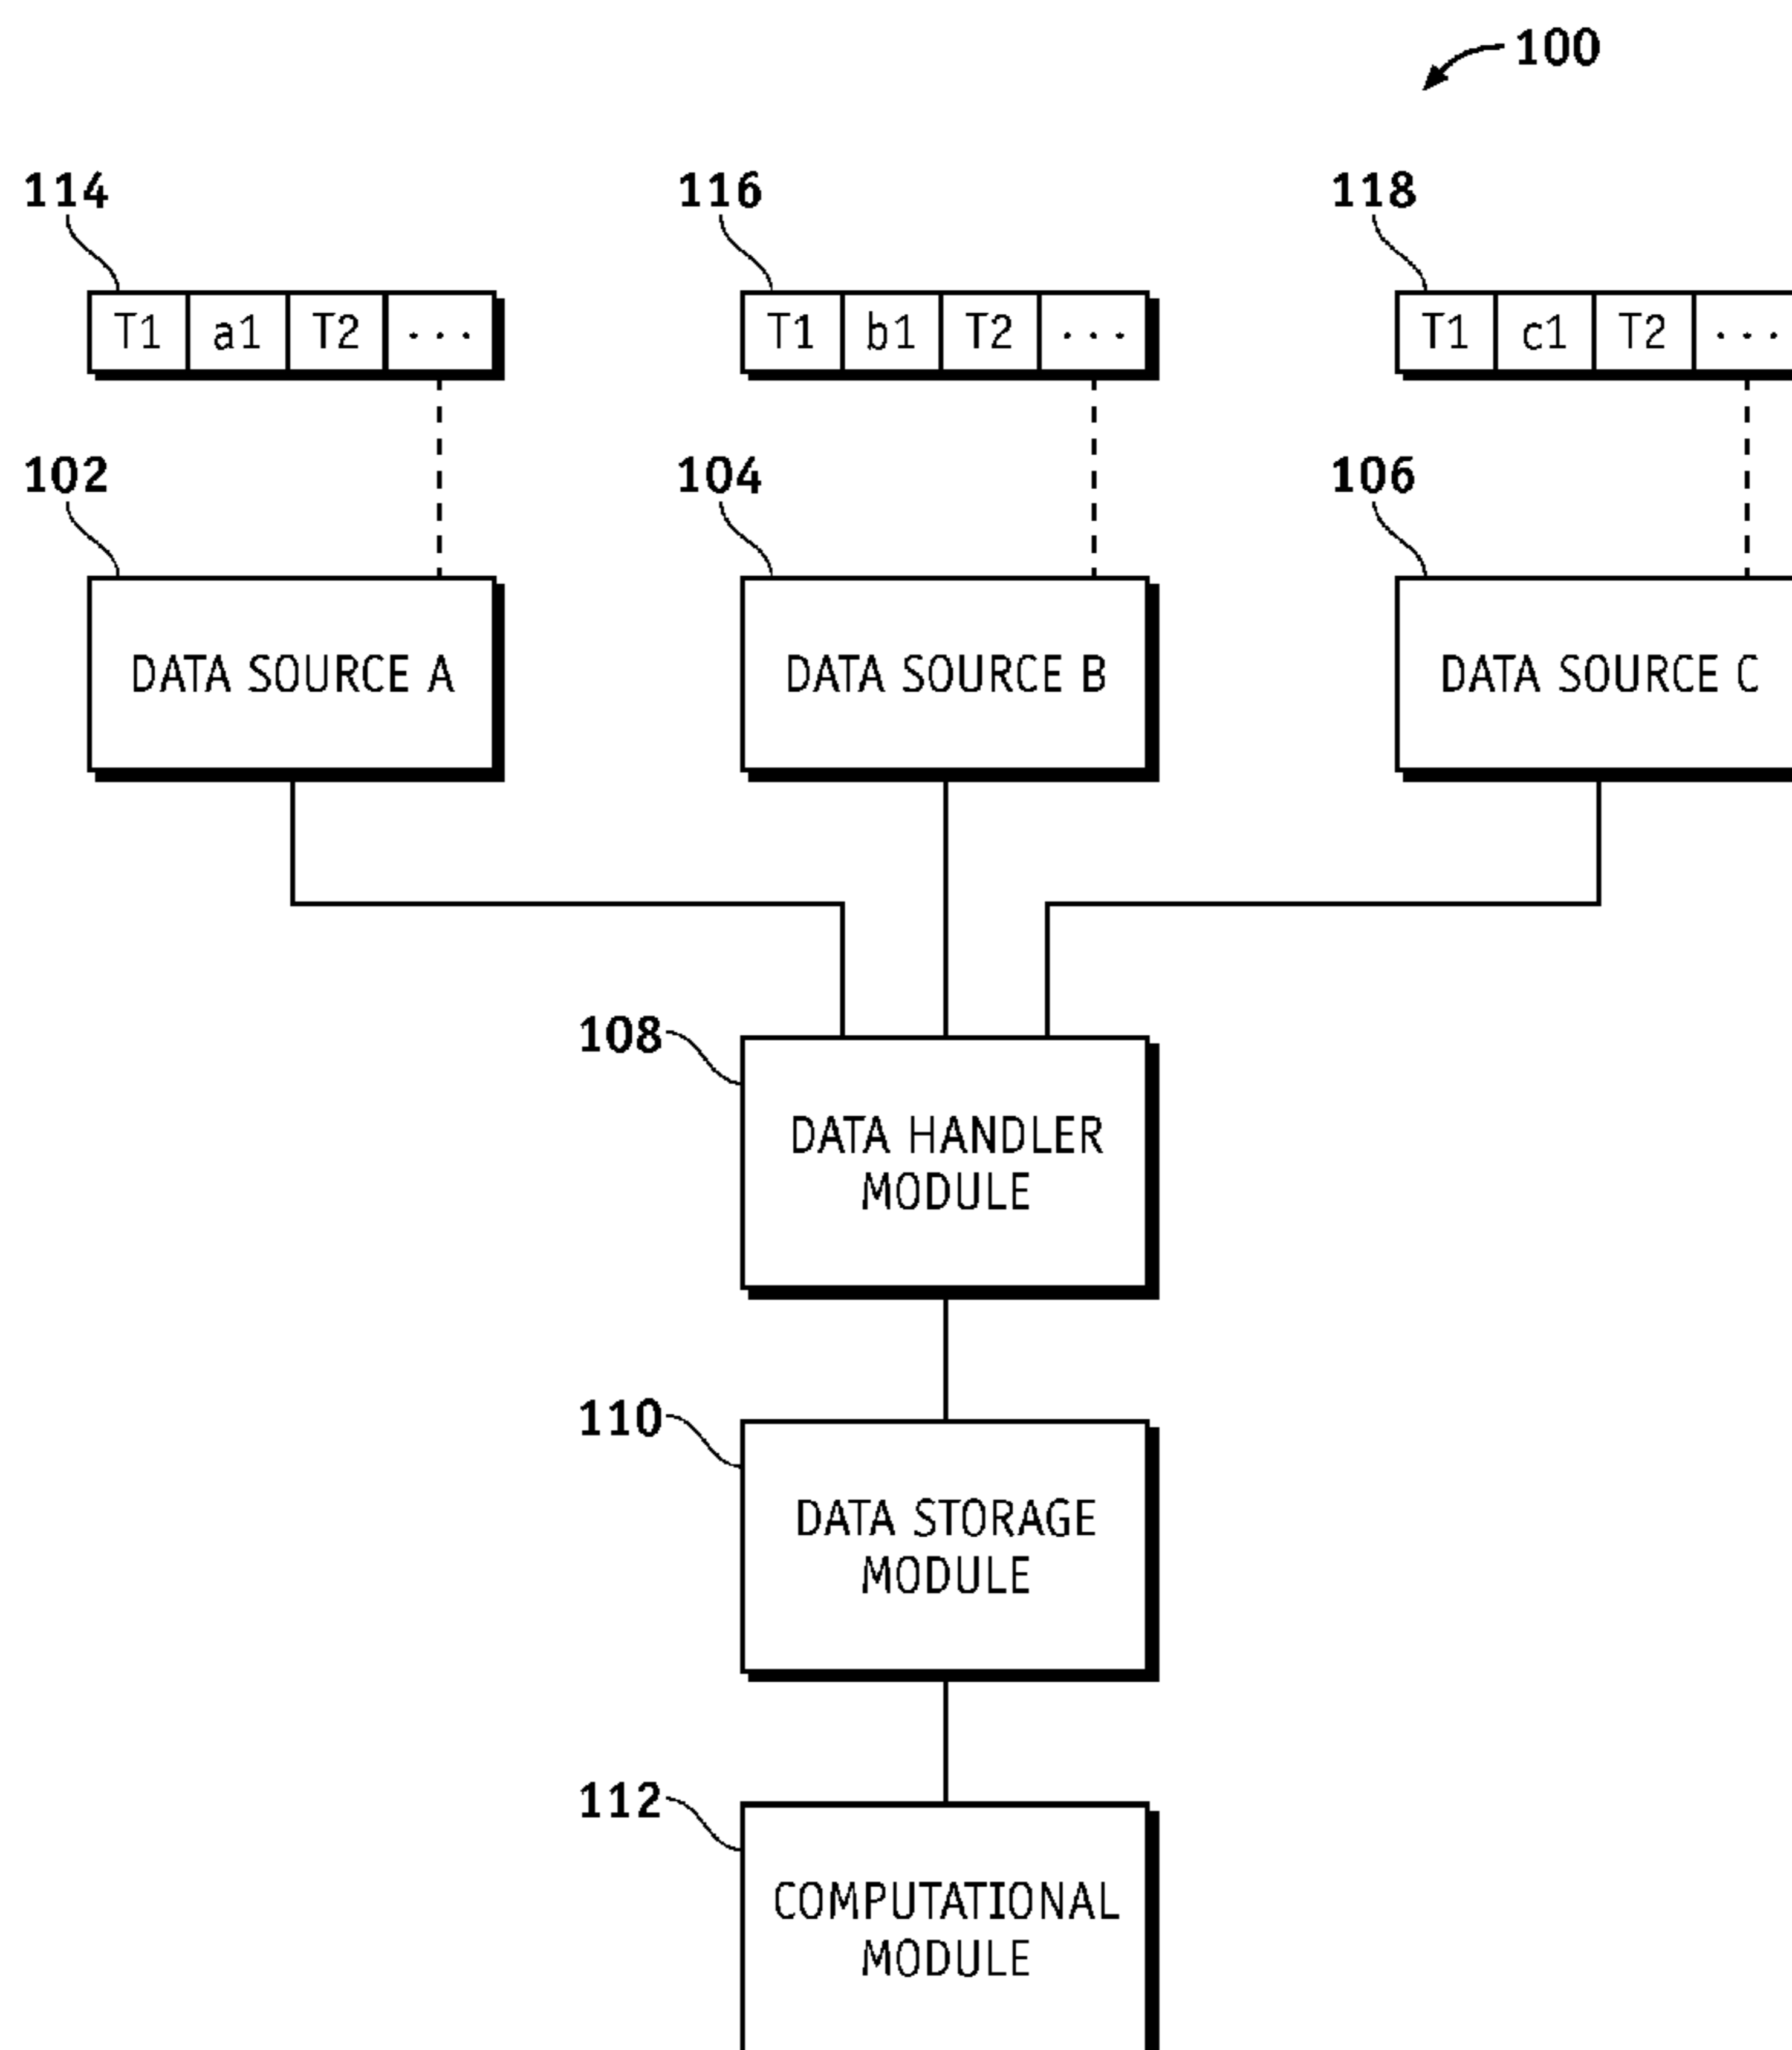 100
114 116 118
T1 a1 T2 ... T1 b1 T2 ... T1 c1 T2 ...
102 104 106
DATA SOURCE A DATA SOURCE B DATA SOURCE C
108
DATA HANDLER
MODULE
110
DATA STORAGE
MODULE
112
COMPUTATIONAL
MODULE